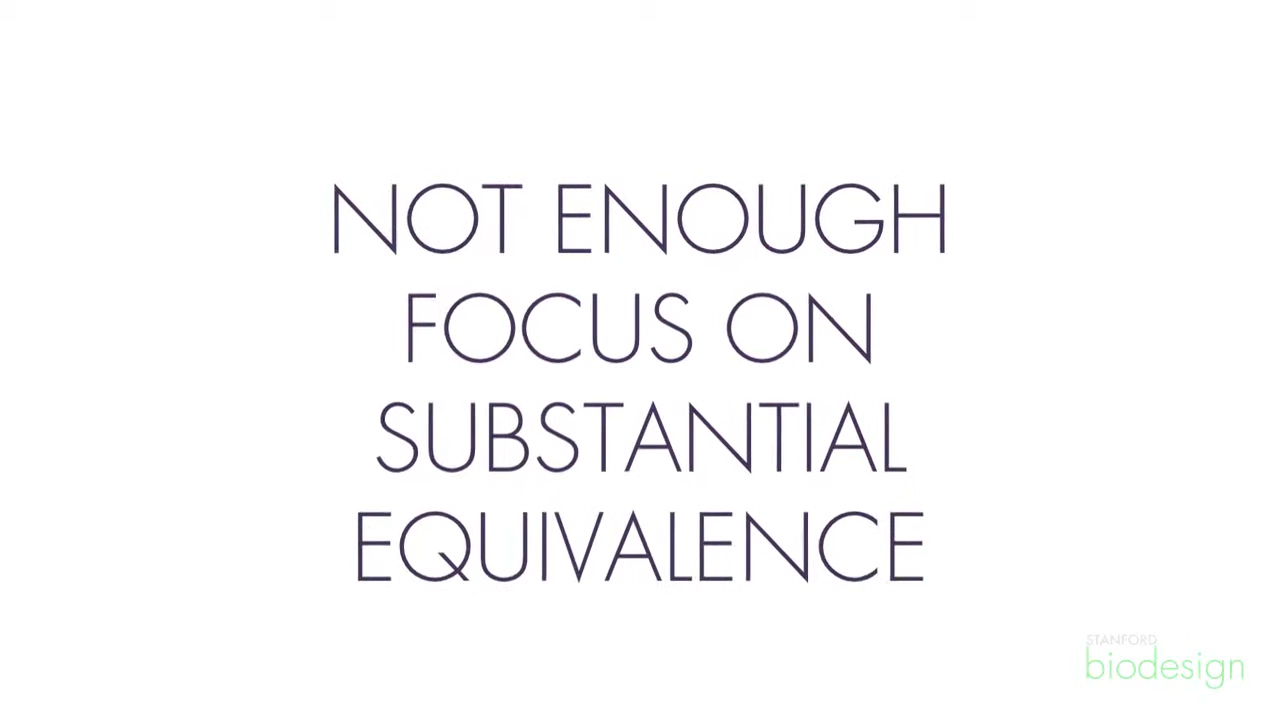 NOT ENOUGH
FOCUS ON
SUBSTANTIAL
EQUIVALENCE
STANFORD
biodesign